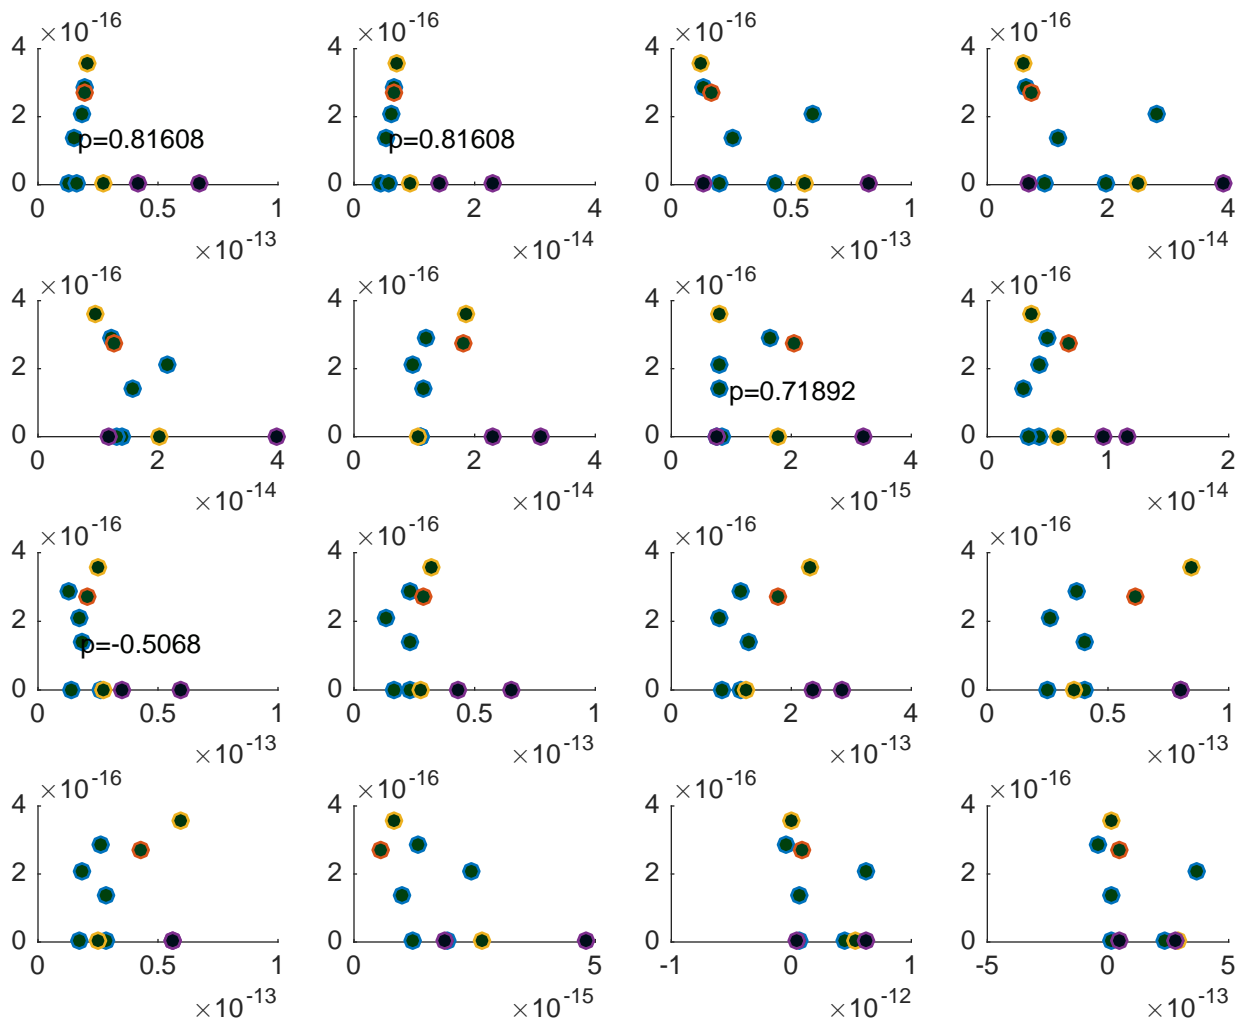 ×10-16 ×10-16 ×10-16 ×10-16
4 4 4 4
2 2 2 2
p=0.81608 p=0.81608
0 0 0 0
0 0.5 1 0 2 4 0 0.5 1 0 2 4
×10-13 ×10-14 ×10-13 ×10-14
×10-16 ×10-16 ×10-16 ×10-16
4 4 4 4
2 2 2 2
p=0.71892
0 0 0 0
0 2 4 0 2 4 0 2 4 0 1 2
×10-14 ×10-14 ×10-15 ×10-14
×10-16 ×10-16 ×10-16 ×10-16
4 4 4 4
2 2 2 2
p=-0.5068
0 0 0 0
0 0.5 1 0 0.5 1 0 2 4 0 0.5 1
×10-13 ×10-13 ×10-13 ×10-13
×10-16 ×10-16 ×10-16 ×10-16
4 4 4 4
2 2 2 2
0 0 0 0
0 0.5 1 0 5 -1 0 1 -5 0 5
×10-13 ×10-15 ×10-12 ×10-13